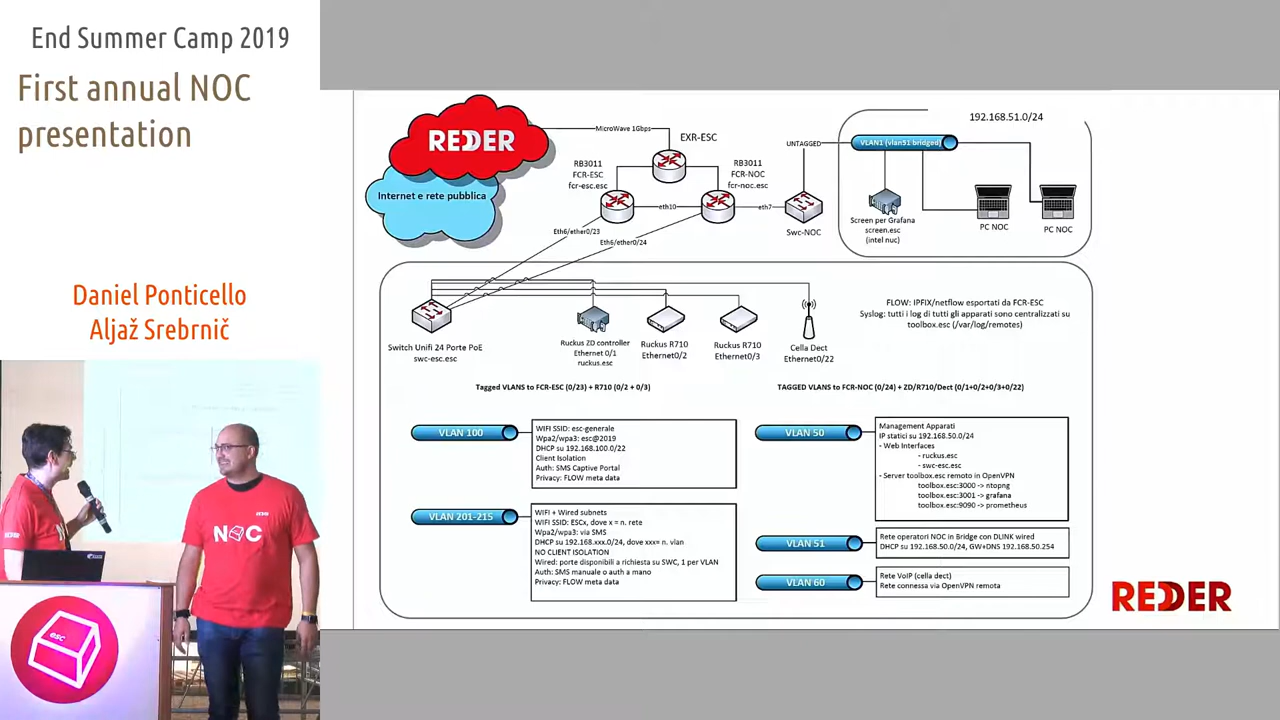 End Summer Camp 2019
First annual NOC
presentation
Daniel Ponticello
Aljaž Srebrnič
NOC
esc
REDDER
Internet e rete pubblica
MicroWave 1Gbps
EXR-ESC
RB3011
FCR-ESC
fcr-esc.esc
RB3011
FCR-NOC
fcr-noc.esc
eth10
eth7
Eth6/ether0/23
Eth6/ether0/24
UNTAGGED
Swc-NOC
192.168.51.0/24
VLAN1 (vlan51 bridged)
Screen per Grafana
screen.esc
(intel nuc)
PC NOC
PC NOC
Switch Unifi 24 Porte PoE
swc-esc.esc
Ruckus ZD controller
Ethernet 0/1
ruckus.esc
Ruckus R710
Ethernet0/2
Ruckus R710
Ethernet0/3
Cella Dect
Ethernet0/22
FLOW: IPFIX/netflow esportati da FCR-ESC
Syslog: tutti i log di tutti gli apparati sono centralizzati su
toolbox.esc (/var/log/remotes)
Tagged VLANS to FCR-ESC (0/23) + R710 (0/2 + 0/3)
TAGGED VLANS to FCR-NOC (0/24) + ZD/R710/Dect (0/1+0/2+0/3+0/22)
VLAN 100
WIFI SSID: esc-generale
Wpa2/wpa3: esc@2019
DHCP su 192.168.100.0/22
Client Isolation
Auth: SMS Captive Portal
Privacy: FLOW meta data
VLAN 201-215
WIFI + Wired subnets
WIFI SSID: ESCx, dove x = n. rete
Wpa2/wpa3: via SMS
DHCP su 192.168.xxx.0/24, dove xxx= n. vlan
NO CLIENT ISOLATION
Wired: porte disponibili a richiesta su SWC, 1 per VLAN
Auth: SMS manuale o auth a mano
Privacy: FLOW meta data
VLAN 50
Management Apparati
IP statici su 192.168.50.0/24
- Web Interfaces
- ruckus.esc
- swc-esc.esc
- Server toolbox.esc remoto in OpenVPN
toolbox.esc:3000 -> ntopng
toolbox.esc:3001 -> grafana
toolbox.esc:9090 -> prometheus
VLAN 51
Rete operatori NOC in Bridge con DLINK wired
DHCP su 192.168.50.0/24, GW+DNS 192.168.50.254
VLAN 60
Rete VoIP (cella dect)
Rete connessa via OpenVPN remota
REDDER